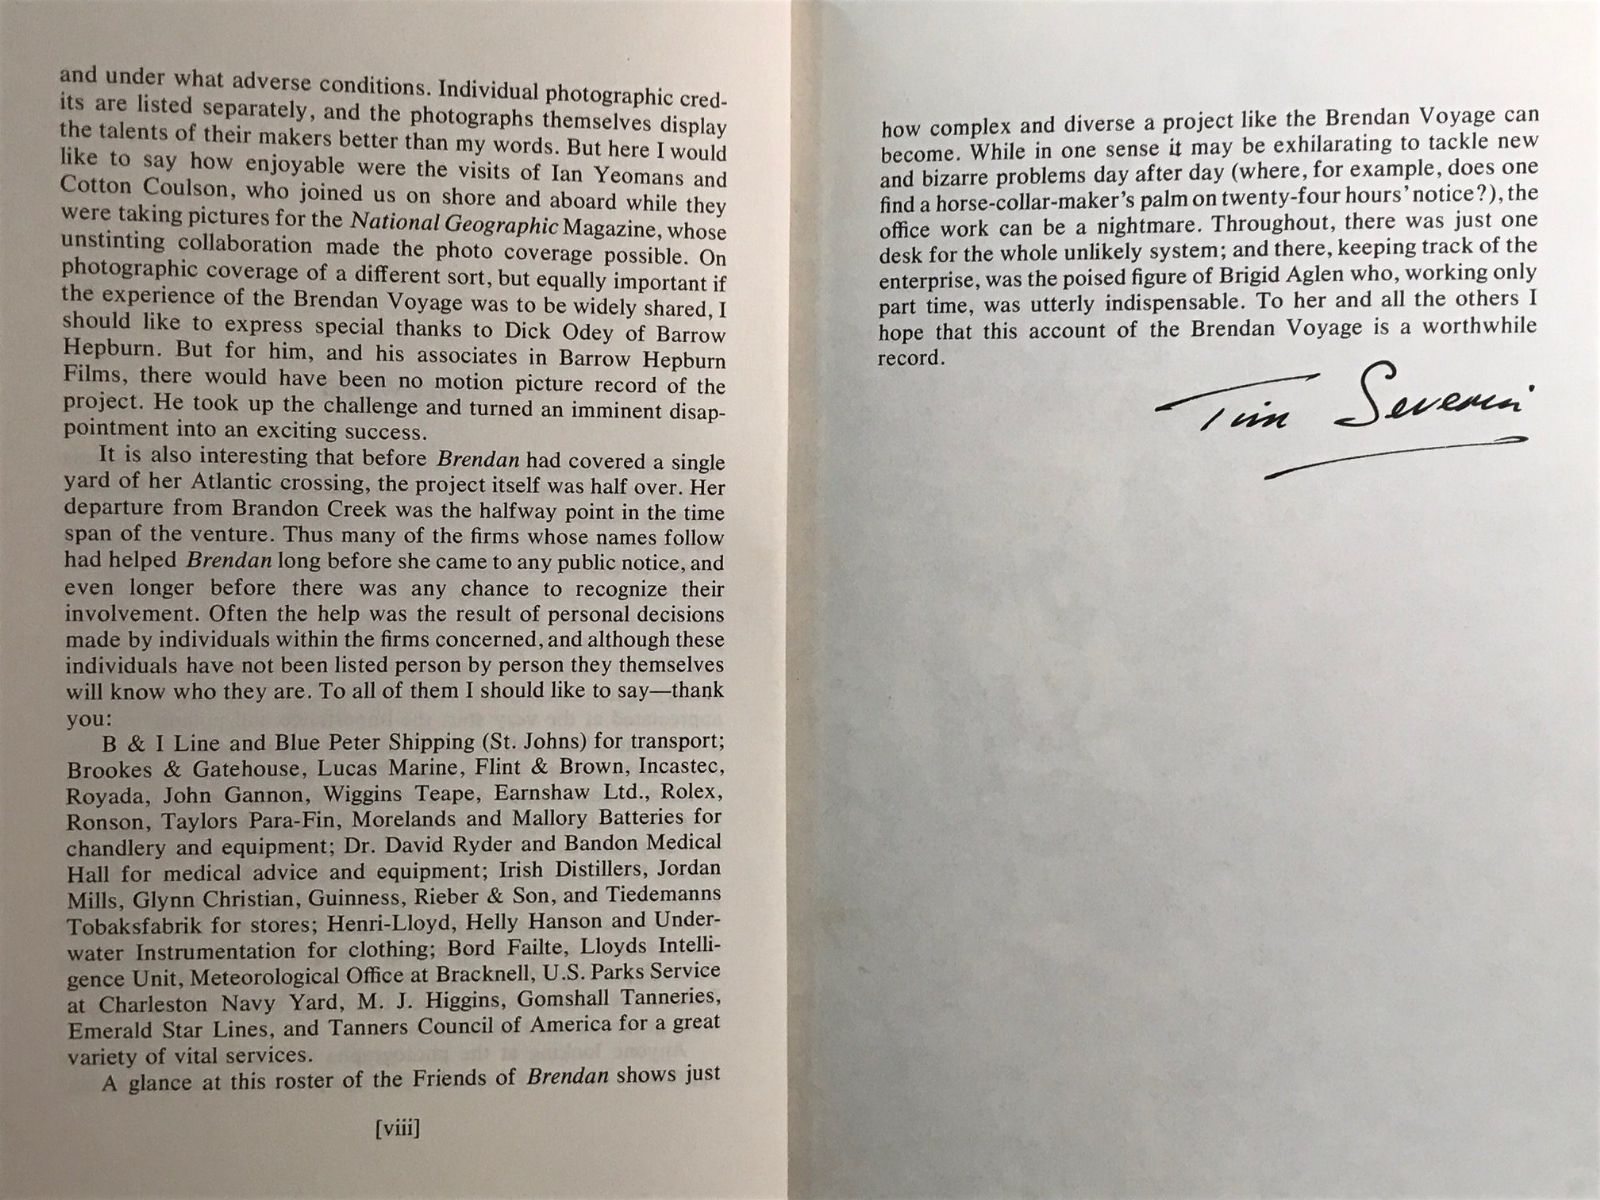 and under what adverse conditions. Individual photographic cred-
its are listed separately, and the photographs themselves display
the talents of their makers better than my words. But here I would
like to say how enjoyable were the visits of Ian Yeomans and
Cotton Coulson, who joined us on shore and aboard while they
were taking pictures for the National Geographic Magazine, whose
unstinting collaboration made the photo coverage possible. On
photographic coverage of a different sort, but equally important if
the experience of the Brendan Voyage was to be widely shared, I
should like to express special thanks to Dick Odey of Barrow
Hepburn. But for him, and his associates in Barrow Hepburn
Films, there would have been no motion picture record of the
project. He took up the challenge and turned an imminent disap-
pointment into an exciting success.
It is also interesting that before Brendan had covered a single
yard of her Atlantic crossing, the project itself was half over. Her
departure from Brandon Creek was the halfway point in the time
span of the venture. Thus many of the firms whose names follow
had helped Brendan long before she came to any public notice, and
even longer before there was any chance to recognize their
involvement. Often the help was the result of personal decisions
made by individuals within the firms concerned, and although these
individuals have not been listed person by person they themselves
will know who they are. To all of them I should like to say—thank
you:
B & I Line and Blue Peter Shipping (St. Johns) for transport;
Brookes & Gatehouse, Lucas Marine, Flint & Brown, Incastec,
Royada, John Gannon, Wiggins Teape, Earnshaw Ltd., Rolex,
Ronson, Taylors Para-Fin, Morelands and Mallory Batteries for
chandlery and equipment; Dr. David Ryder and Bandon Medical
Hall for medical advice and equipment; Irish Distillers, Jordan
Mills, Glynn Christian, Guinness, Rieber & Son, and Tiedemanns
Tobaksfabrik for stores; Henri-Lloyd, Helly Hanson and Under-
water Instrumentation for clothing; Bord Failte, Lloyds Intelli-
gence Unit, Meteorological Office at Bracknell, U.S. Parks Service
at Charleston Navy Yard, M. J. Higgins, Gomshall Tanneries,
Emerald Star Lines, and Tanners Council of America for a great
variety of vital services.
A glance at this roster of the Friends of Brendan shows just
[viii]
how complex and diverse a project like the Brendan Voyage can
become. While in one sense it may be exhilarating to tackle new
and bizarre problems day after day (where, for example, does one
find a horse-collar-maker's palm on twenty-four hours' notice?), the
office work can be a nightmare. Throughout, there was just one
desk for the whole unlikely system; and there, keeping track of the
enterprise, was the poised figure of Brigid Aglen who, working only
part time, was utterly indispensable. To her and all the others I
hope that this account of the Brendan Voyage is a worthwhile
record.
Tim Severin